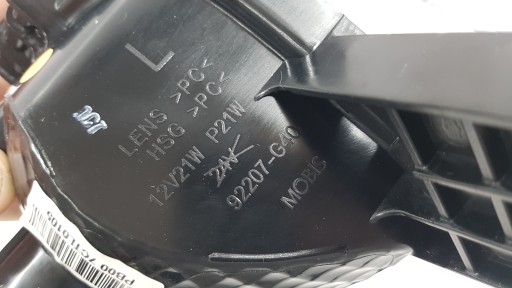 L
LENS >PC<
HSG >PC<
12V21W P21W
24V
92207-G40
MOBIS